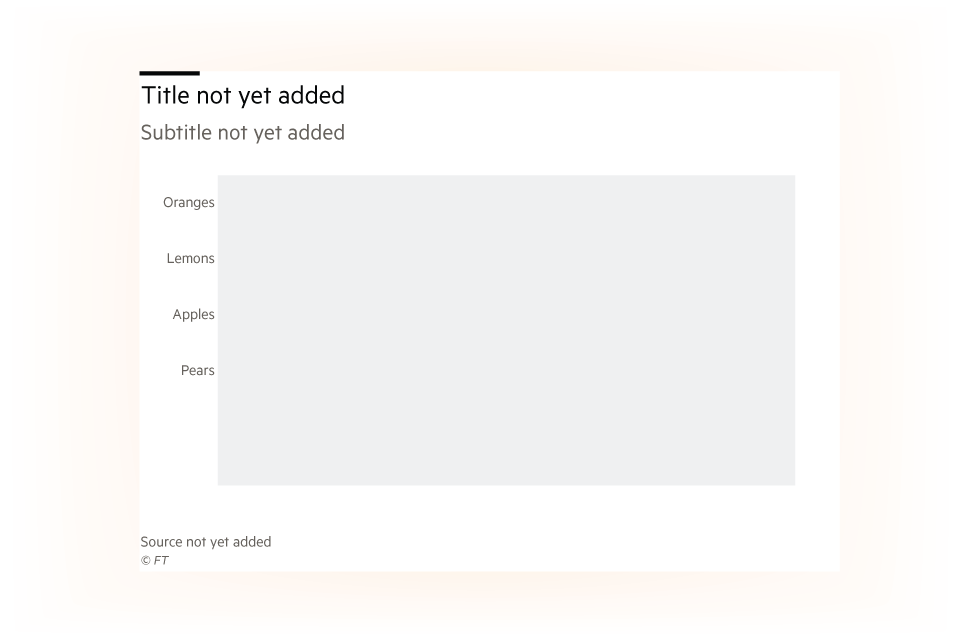 Title not yet added
Subtitle not yet added
Oranges
Lemons
Apples
Pears
Source not yet added
© FT